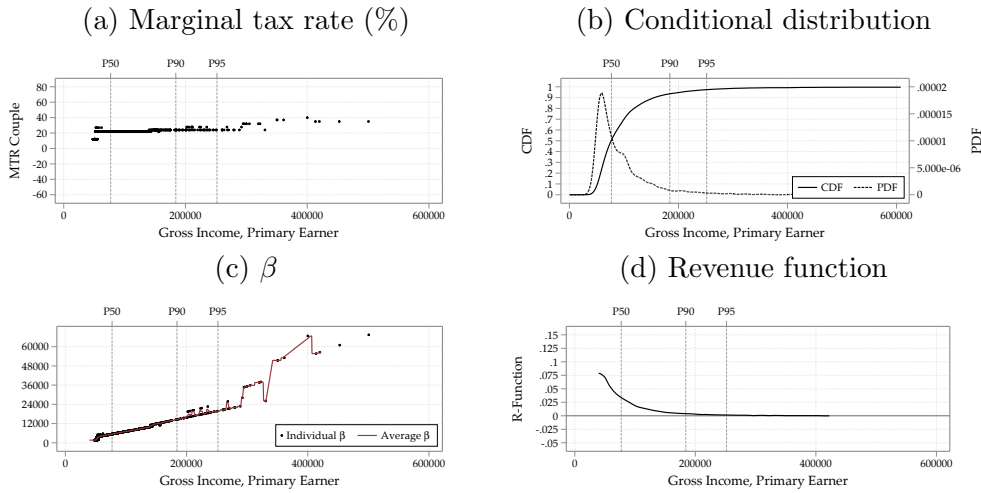 (a) Marginal tax rate (%)
P50 P90 P95
80
60
40
20
0
-20
-40
-60
MTR Couple
0 200000 400000 600000
Gross Income, Primary Earner
(b) Conditional distribution
P50 P90 P95
1
.9
.8
.7
.6
.5
.4
.3
.2
.1
0
CDF
.00002
.00001
.00001
5.000e-06
0
PDF
CDF PDF
0 200000 400000 600000
Gross Income, Primary Earner
(c) β
P50 P90 P95
60000
48000
36000
24000
12000
0
Individual β Average β
0 200000 400000 600000
Gross Income, Primary Earner
(d) Revenue function
P50 P90 P95
.15
.125
.1
.075
.05
.025
0
-.025
-.05
R-Function
0 200000 400000 600000
Gross Income, Primary Earner